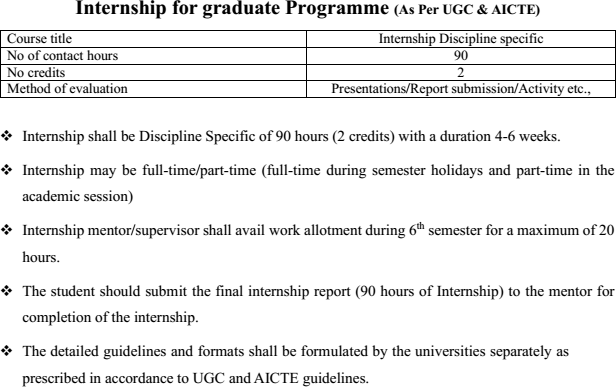 Internship for graduate Programme (As Per UGC & AICTE)
Course title Internship Discipline specific
No of contact hours 90
No credits 2
Method of evaluation Presentations/Report submission/Activity etc.,
❖ Internship shall be Discipline Specific of 90 hours (2 credits) with a duration 4-6 weeks.
❖ Internship may be full-time/part-time (full-time during semester holidays and part-time in the
academic session)
❖ Internship mentor/supervisor shall avail work allotment during 6th semester for a maximum of 20
hours.
❖ The student should submit the final internship report (90 hours of Internship) to the mentor for
completion of the internship.
❖ The detailed guidelines and formats shall be formulated by the universities separately as
prescribed in accordance to UGC and AICTE guidelines.